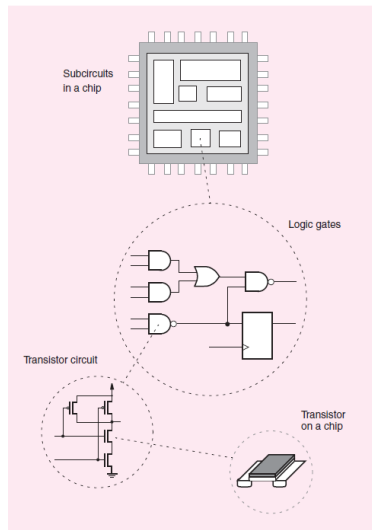 Subcircuits
in a chip
Logic gates
Transistor circuit
Transistor
on a chip